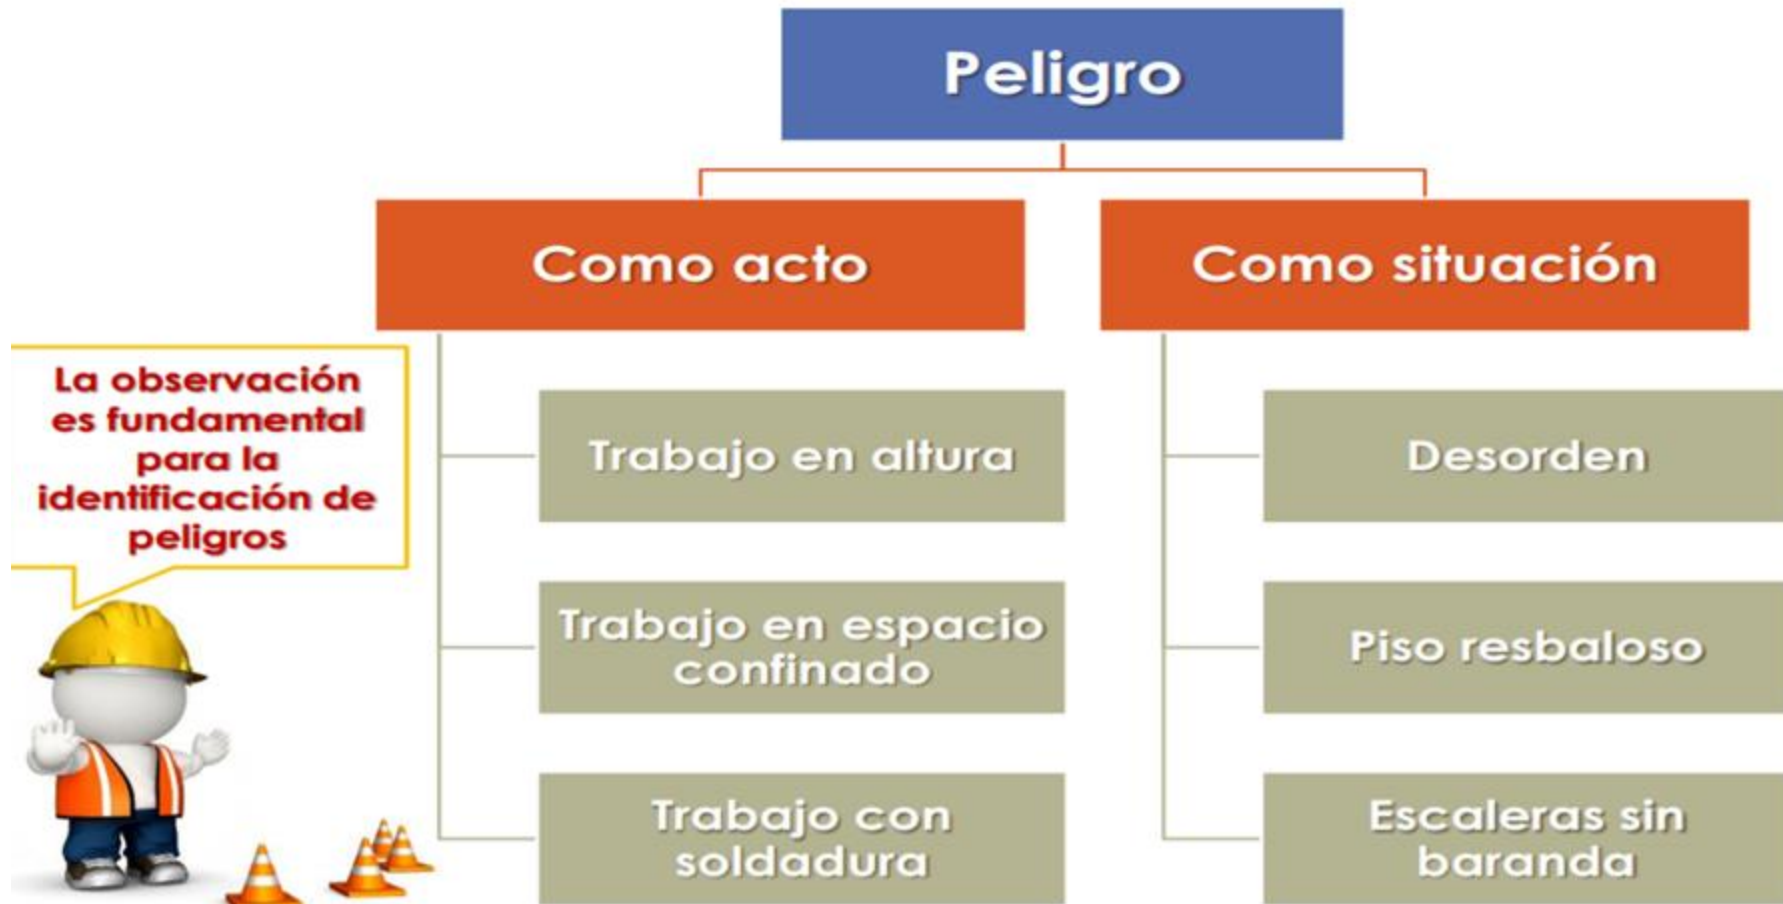 Peligro
Como acto
Como situación
La observación
es fundamental
para la
identificación de
peligros
Trabajo en altura
Trabajo en espacio
confinado
Trabajo con
soldadura
Desorden
Piso resbaloso
Escaleras sin
baranda